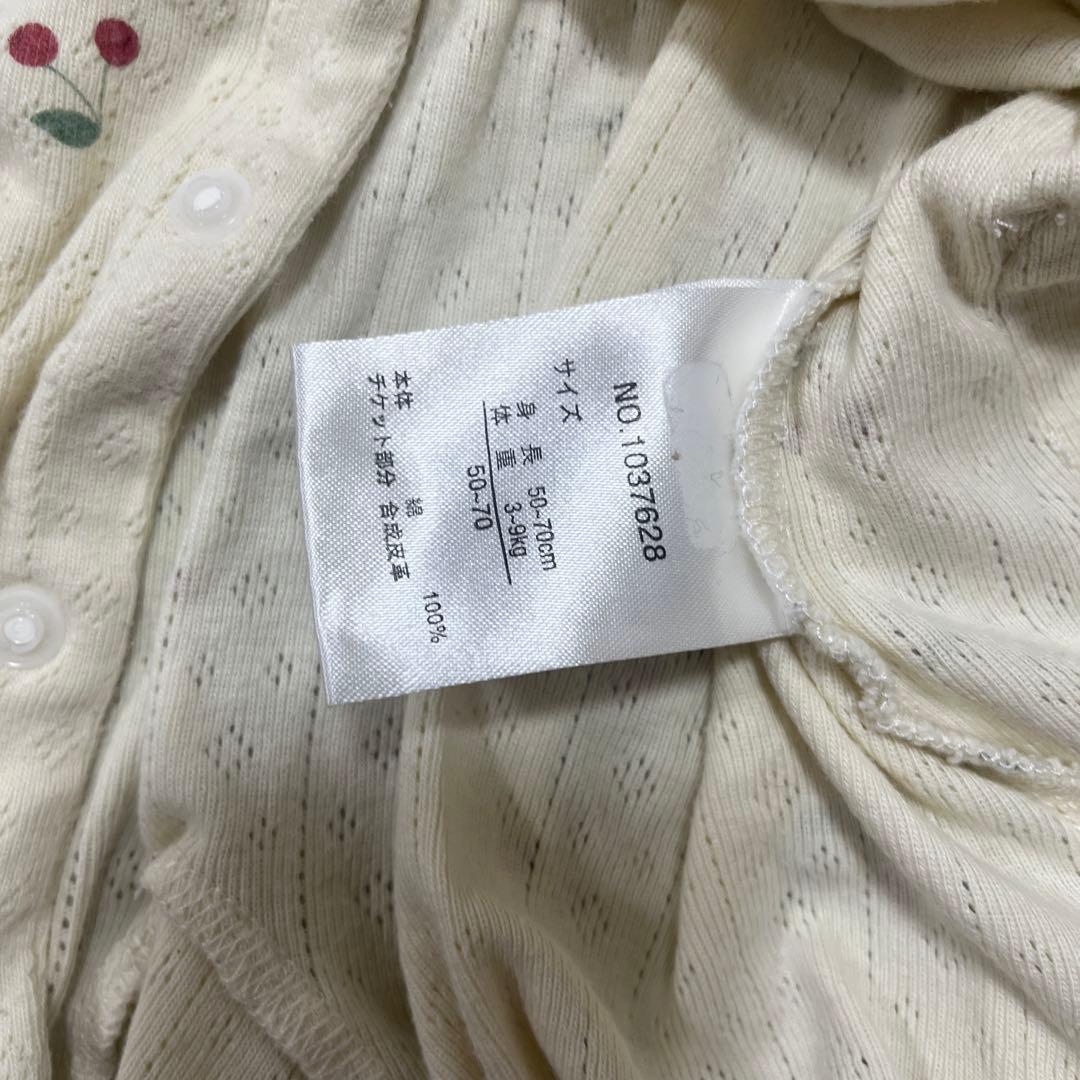 NO.1037628
サイズ
身長 50~70cm
体重 3~9kg
50~70
本体 綿 100%
チケット部分 合成皮革